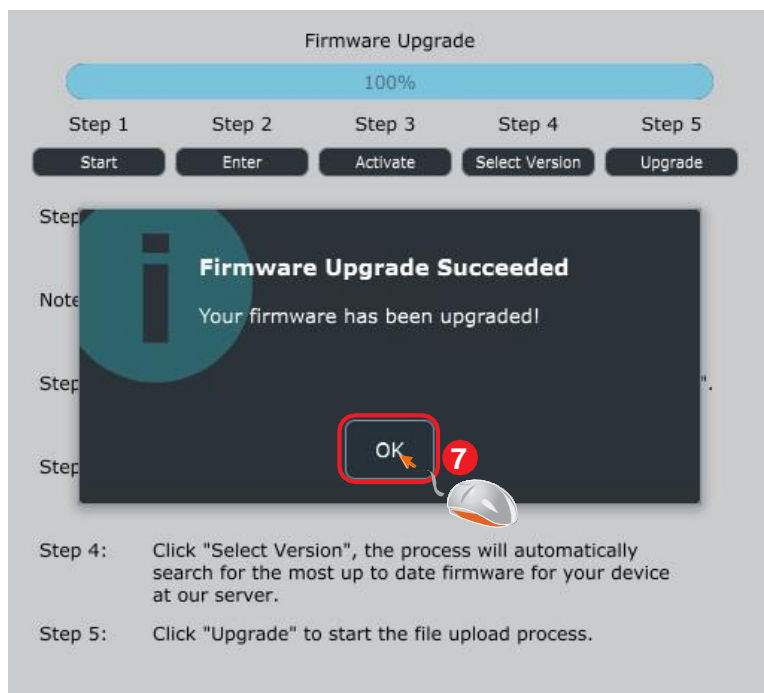 Firmware Upgrade
100%
Step 1 Step 2 Step 3 Step 4 Step 5
Start Enter Activate Select Version Upgrade
Step
Firmware Upgrade Succeeded
Note
Your firmware has been upgraded!
Step ".
OK 7
Step
Step 4: Click "Select Version", the process will automatically
search for the most up to date firmware for your device
at our server.
Step 5: Click "Upgrade" to start the file upload process.